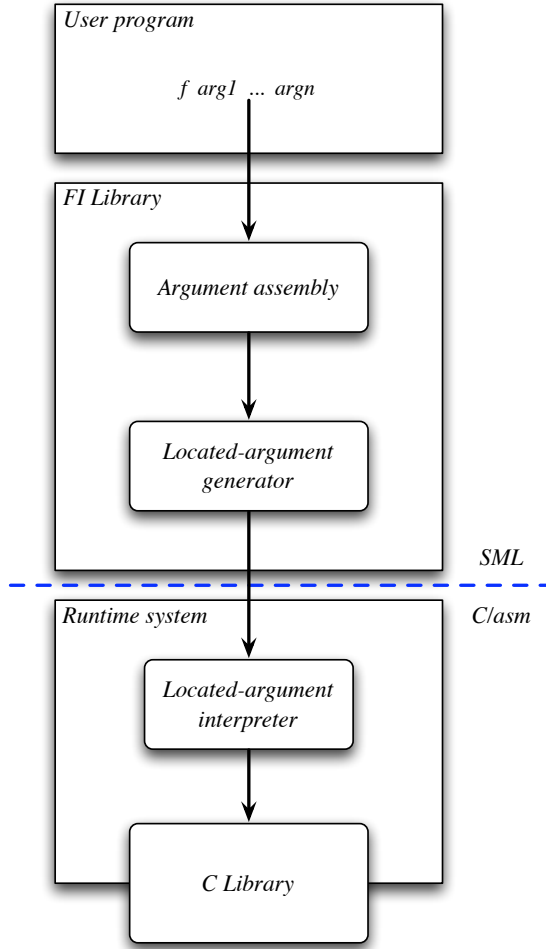 User program
f arg1 ... argn
FI Library
Argument assembly
Located-argument
generator
SML
Runtime system
C/asm
Located-argument
interpreter
C Library